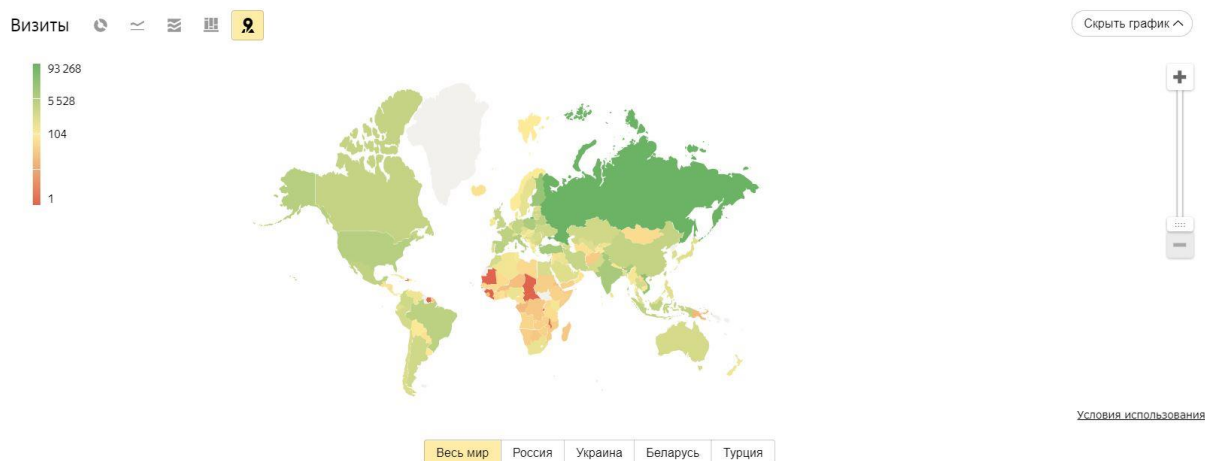 Визиты
Скрыть график
93 268
5 528
104
1
Условия использования
Весь мир
Россия
Украина
Беларусь
Турция